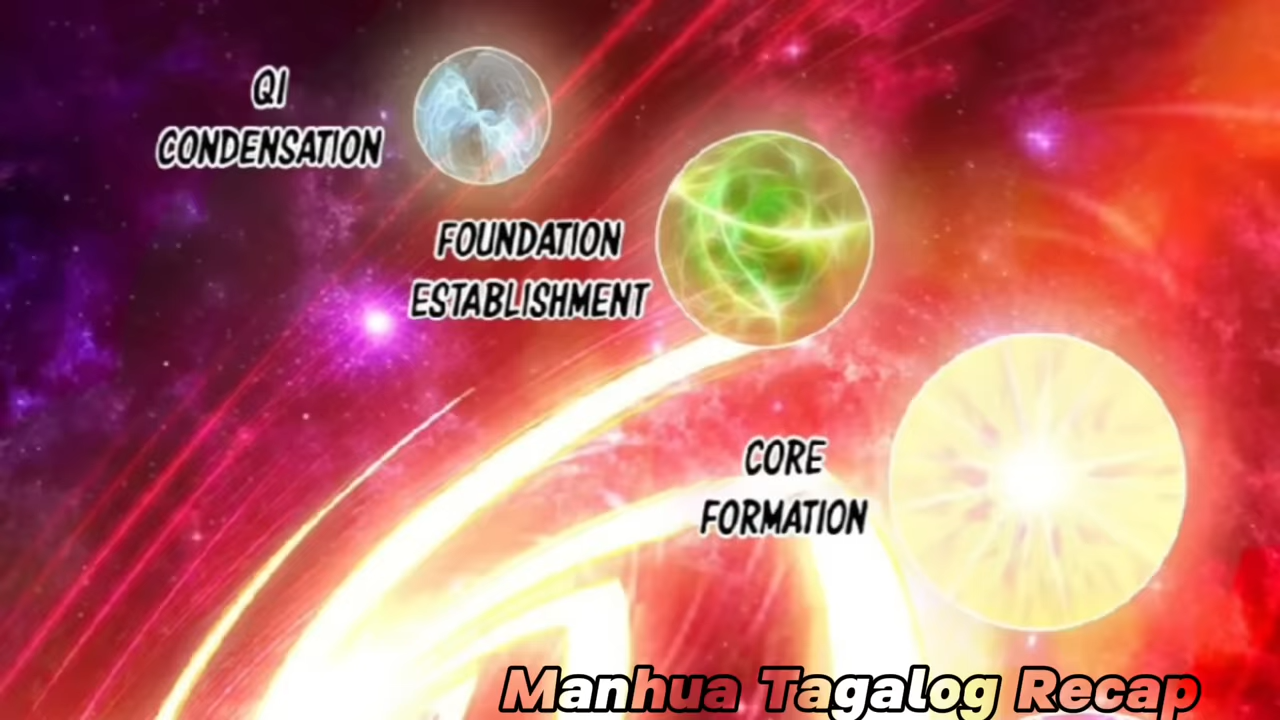 QI
CONDENSATION
FOUNDATION
ESTABLISHMENT
CORE
FORMATION
Manhua Tagalog Recap